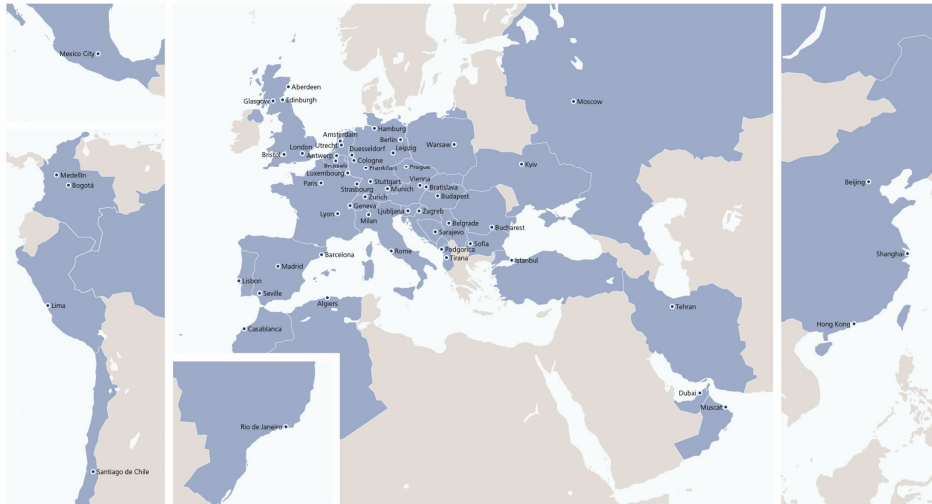 Mexico City
Medellín
Bogotá
Lima
Santiago de Chile
Aberdeen
Glasgow
Edinburgh
Moscow
Hamburg
Amsterdam
Berlin
Utrecht
London
Duesseldorf
Leipzig
Warsaw
Bristol
Antwerp
Cologne
Brussels
Frankfurt
Prague
Kyiv
Luxembourg
Paris
Stuttgart
Vienna
Strasbourg
Munich
Bratislava
Zurich
Budapest
Geneva
Lyon
Milan
Ljubljana
Zagreb
Belgrade
Bucharest
Sarajevo
Sofia
Barcelona
Rome
Podgorica
Tirana
Istanbul
Madrid
Lisbon
Seville
Algiers
Casablanca
Tehran
Dubai
Muscat
Rio de Janeiro
Beijing
Shanghai
Hong Kong